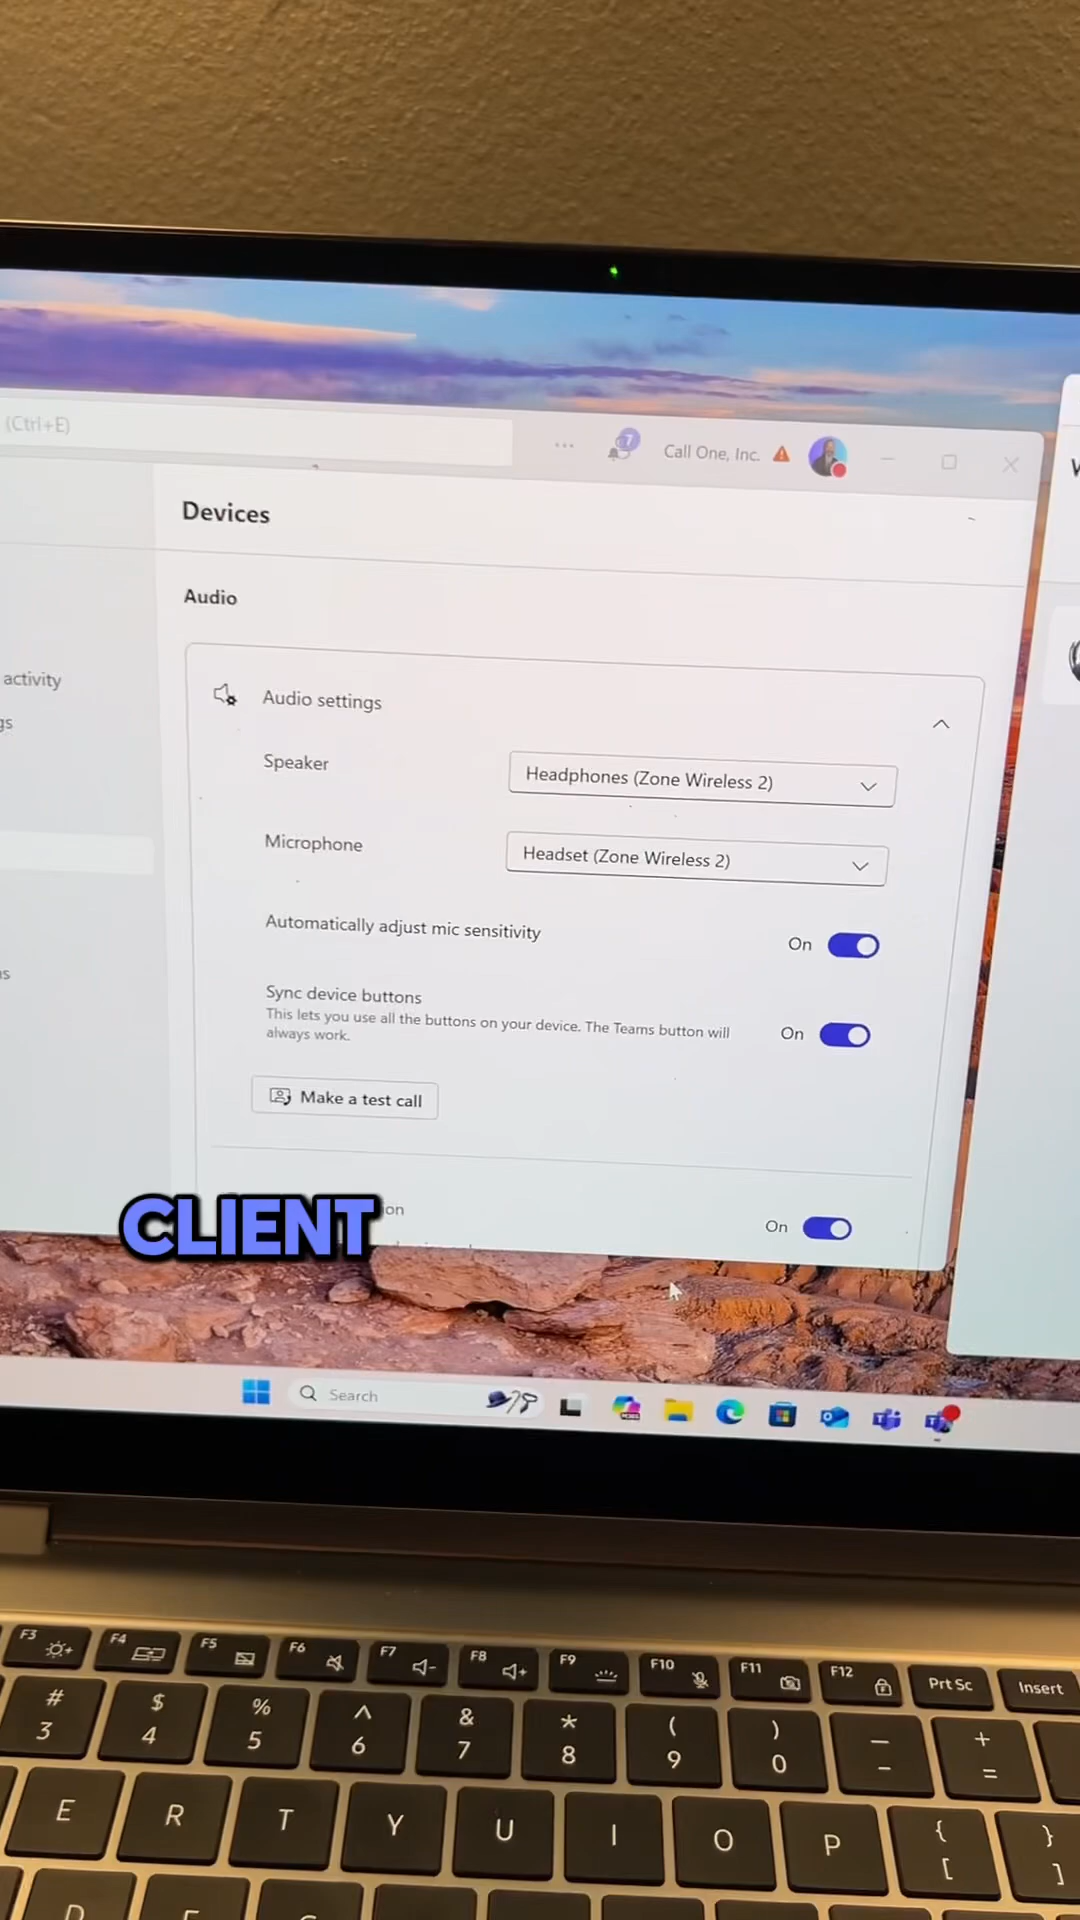 (Ctrl+E)
7
Call One, Inc.
Devices
Audio
activity
gs
Audio settings
Speaker
Headphones (Zone Wireless 2)
Microphone
Headset (Zone Wireless 2)
Automatically adjust mic sensitivity
On
Sync device buttons
This lets you use all the buttons on your device. The Teams button will
always work.
On
Make a test call
CLIENT
ion
On
Search
F3 F4 F5 F6 F7 F8 F9 F10 F11 F12 Prt Sc Insert
# $ % ^ & * ( ) — +
3 4 5 6 7 8 9 0 - =
E R T Y U I O P { }
[ ]